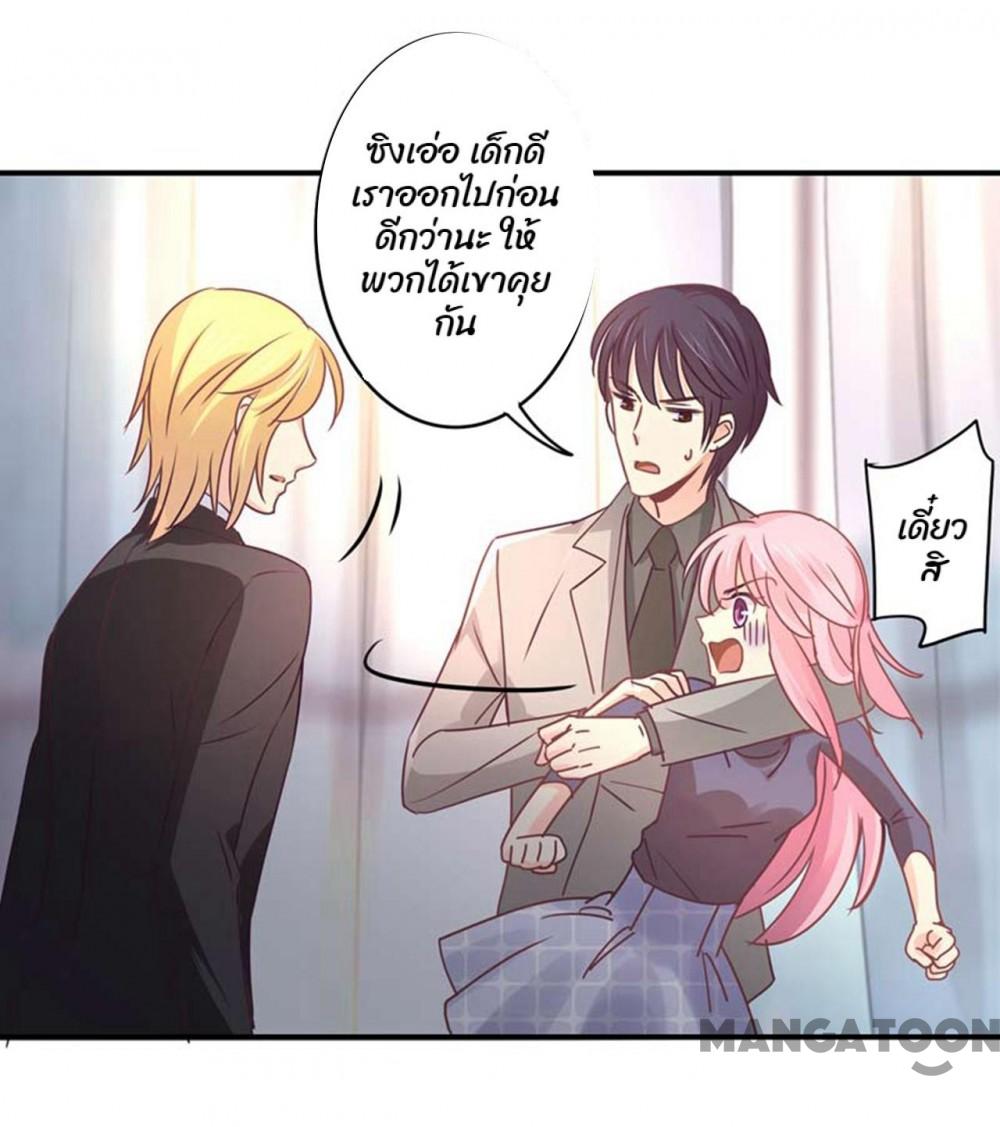 ซิงเอ่อ เด็กดี
เราออกไปก่อน
ดีกว่านะ ให้
พวกได้เขาคุย
กัน
เดี๋ยว
สิ
MANGATOON